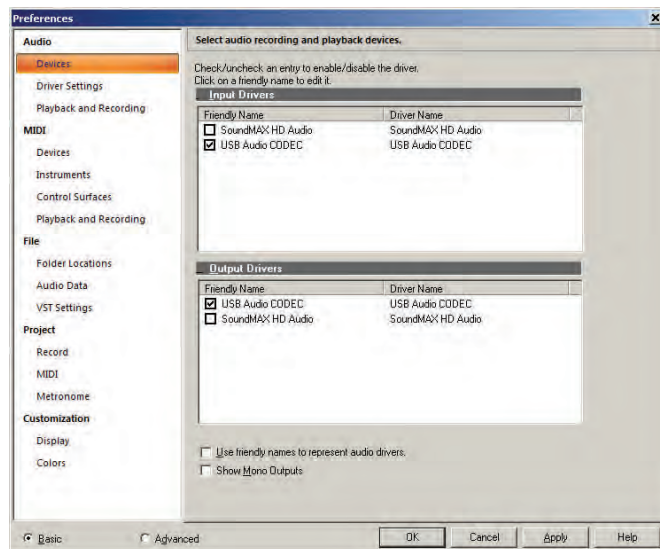 Preferences
Audio
Devices
Driver Settings
Playback and Recording
MIDI
Devices
Instruments
Control Surfaces
Playback and Recording
File
Folder Locations
Audio Data
VST Settings
Project
Record
MIDI
Metronome
Customization
Display
Colors
Basic
Advanced
Select audio recording and playback devices.
Check/uncheck an entry to enable/disable the driver.
Click on a friendly name to edit it.
Input Drivers
Friendly Name Driver Name
SoundMAX HD Audio SoundMAX HD Audio
USB Audio CODEC USB Audio CODEC
Output Drivers
Friendly Name Driver Name
USB Audio CODEC USB Audio CODEC
SoundMAX HD Audio SoundMAX HD Audio
Use friendly names to represent audio drivers.
Show Mono Outputs
OK Cancel Apply Help